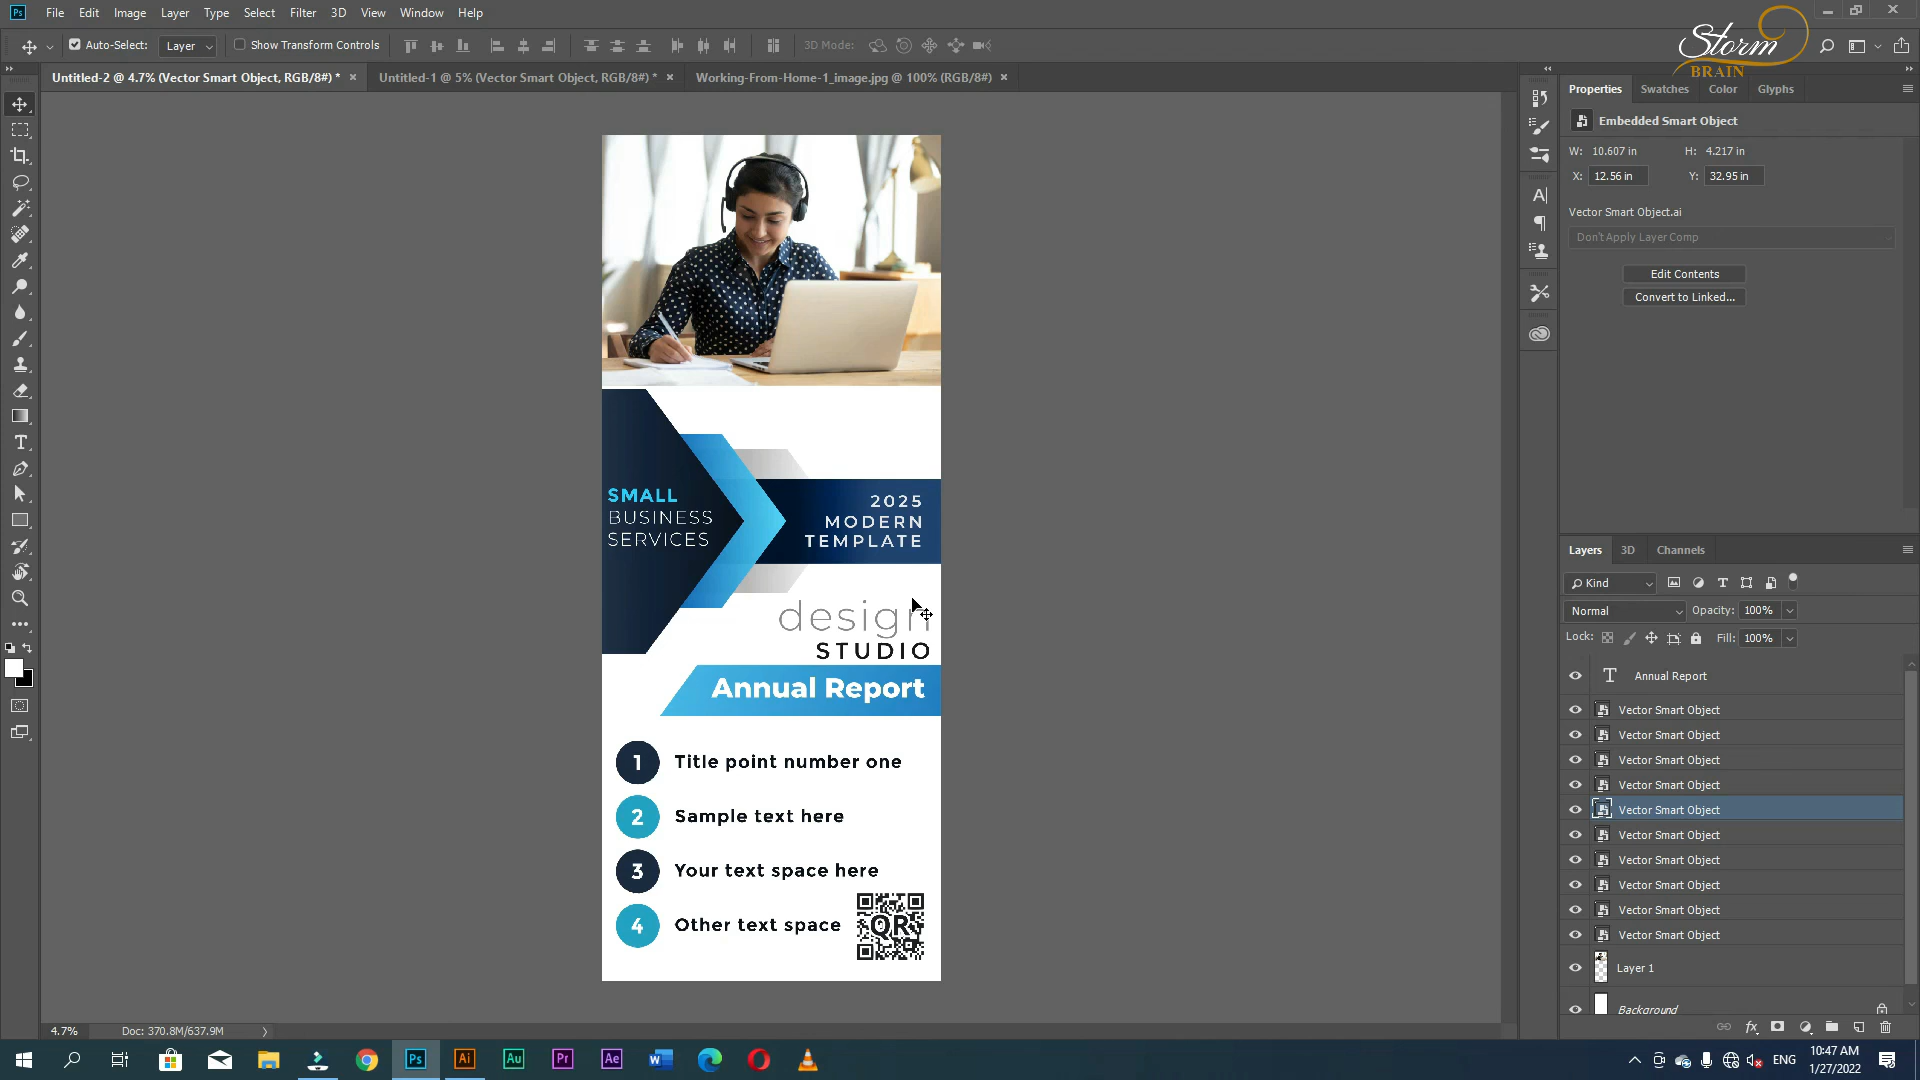 Ps File Edit Image Layer Type Select Filter 3D View Window Help
Auto-Select: Layer Show Transform Controls 3D Mode:
Storm
BRAIN
Untitled-2 @ 4.7% (Vector Smart Object, RGB/8#) * × Untitled-1 @ 5% (Vector Smart Object, RGB/8#) * × Working-From-Home-1_image.jpg @ 100% (RGB/8#) ×
Properties Swatches Color Glyphs
Embedded Smart Object
W: 10.607 in H: 4.217 in
X: 12.56 in Y: 32.95 in
Vector Smart Object.ai
Don't Apply Layer Comp
Edit Contents
Convert to Linked...
SMALL
BUSINESS
SERVICES
2025
MODERN
TEMPLATE
design
STUDIO
Annual Report
1 Title point number one
2 Sample text here
3 Your text space here
4 Other text space
QR
Layers 3D Channels
Kind
Normal Opacity: 100%
Lock: Fill: 100%
Annual Report
Vector Smart Object
Vector Smart Object
Vector Smart Object
Vector Smart Object
Vector Smart Object
Vector Smart Object
Vector Smart Object
Vector Smart Object
Vector Smart Object
Vector Smart Object
Layer 1
Background
4.7% Doc: 370.8M/637.9M
Ps Ai Au Pr Ae W ENG
10:47 AM
1/27/2022